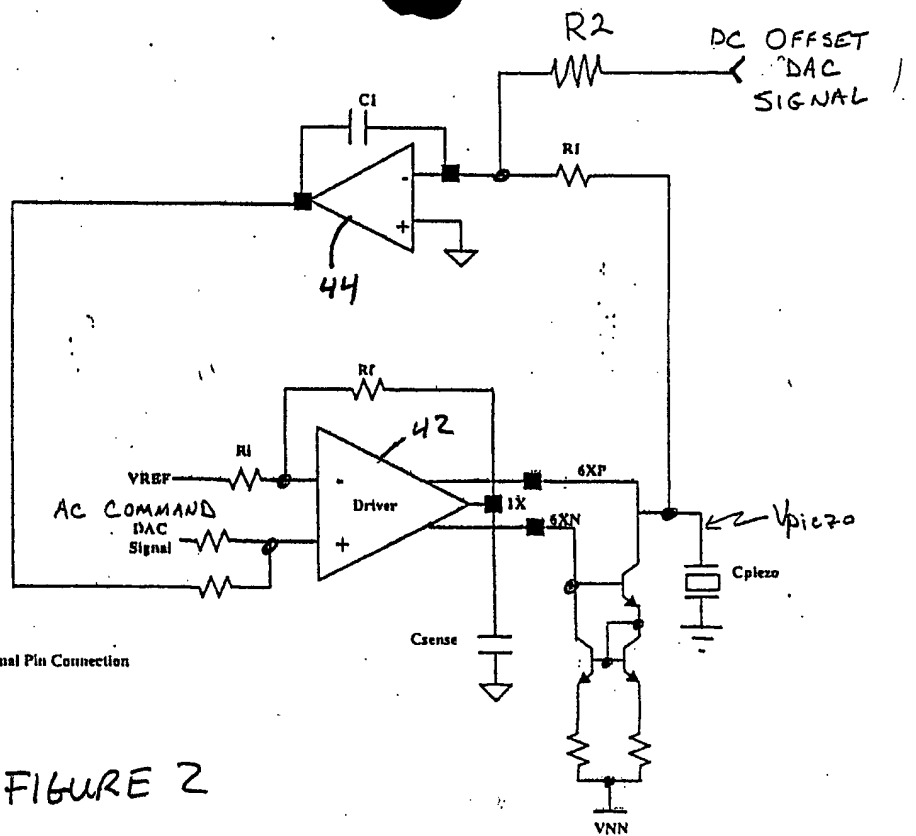 R2
DC OFFSET
DAC
SIGNAL
C1
R1
-
+
44
Rf
42
Ri
VREF
-
6XP
AC COMMAND
Driver
1X
DAC
6XN
Vpiezo
Signal
+
Cpiezo
Csense
nal Pin Connection
FIGURE 2
VNN